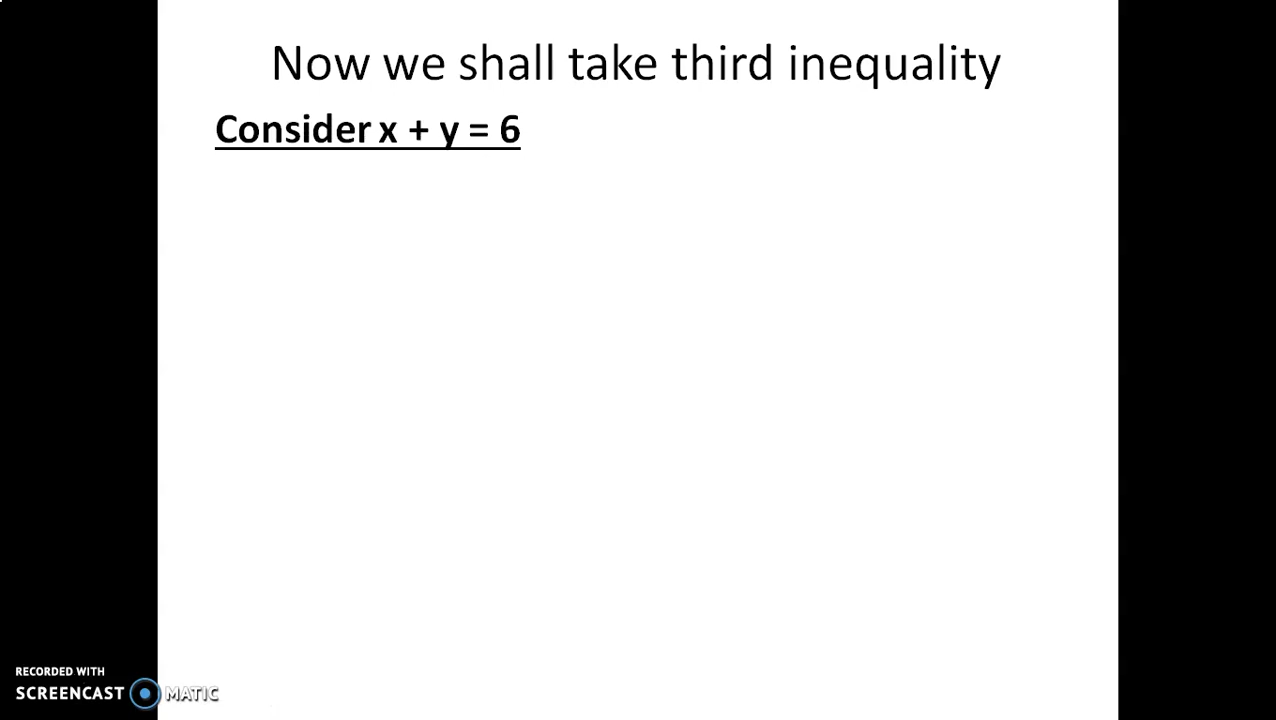 Now we shall take third inequality
Consider x + y = 6
RECORDED WITH
SCREENCAST MATIC